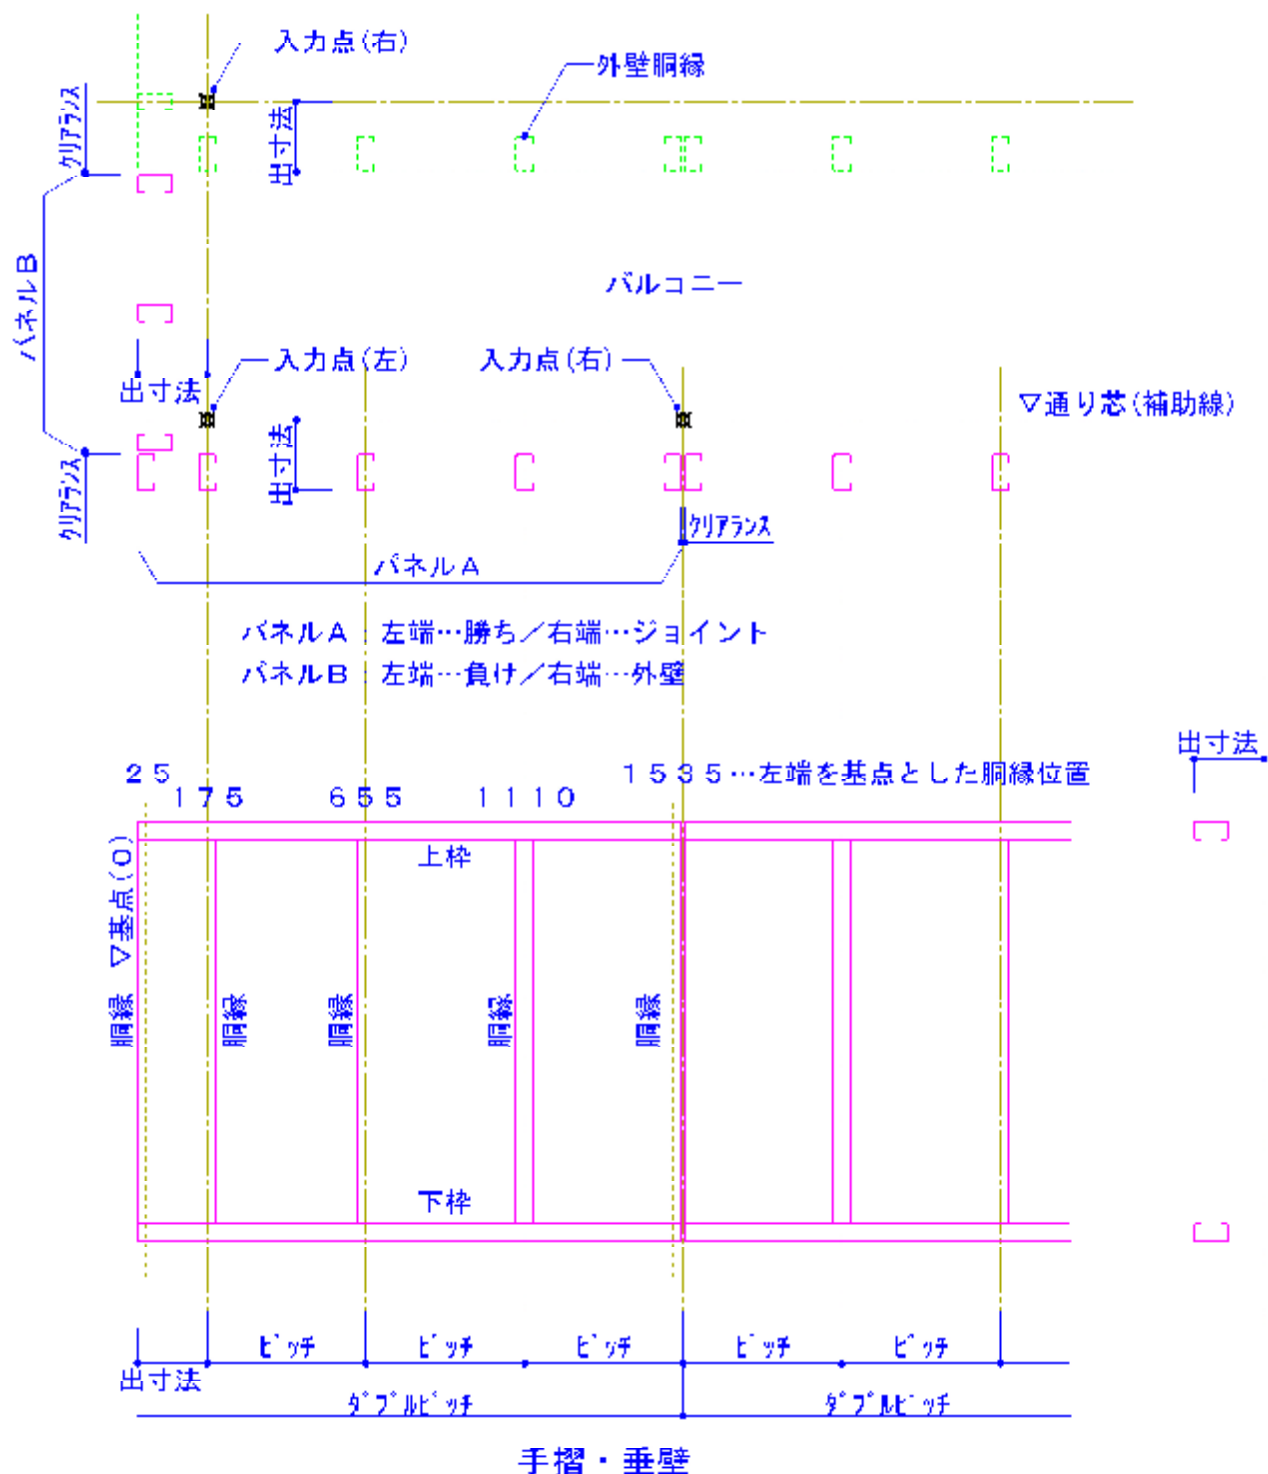 入力点(右)
外壁胴縁
クリアランス
出寸法
パネルB
バルコニー
入力点(左)
入力点(右)
出寸法
▽通り芯(補助線)
出寸法
クリアランス
クリアランス
パネルA
パネルA:左端…勝ち/右端…ジョイント
パネルB:左端…負け/右端…外壁
出寸法
25
1535…左端を基点とした胴縁位置
175
655
1110
上枠
▽基点(0)
胴縁
胴縁
胴縁
胴縁
胴縁
下枠
ピッチ
ピッチ
ピッチ
ピッチ
ピッチ
出寸法
ダブルピッチ
ダブルピッチ
手摺・垂壁